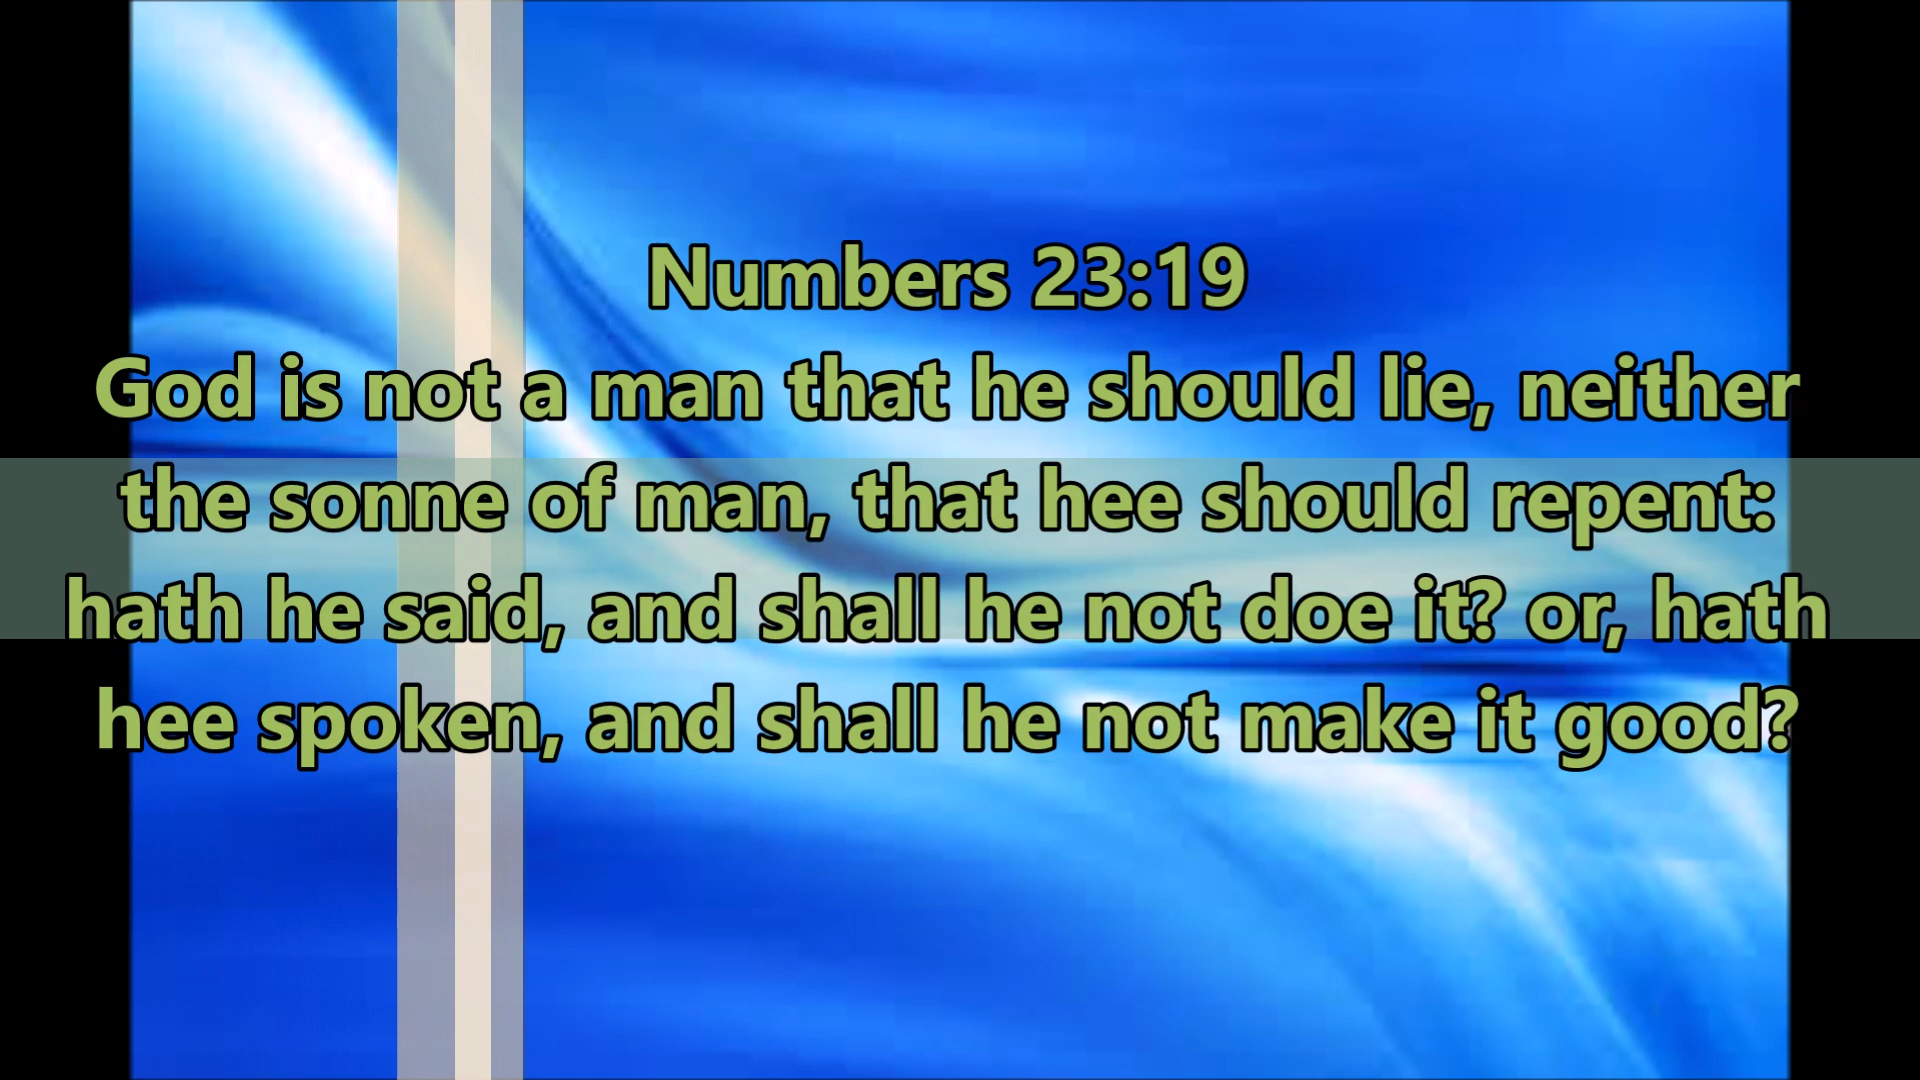 Numbers 23:19
God is not a man that he should lie, neither
the sonne of man, that hee should repent:
hath he said, and shall he not doe it? or, hath
hee spoken, and shall he not make it good?